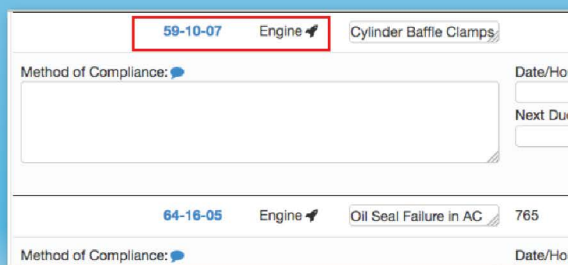 59-10-07 Engine Cylinder Baffle Clamps
Method of Compliance: Date/Ho
Next Du
64-16-05 Engine Oil Seal Failure in AC 765
Method of Compliance: Date/Ho